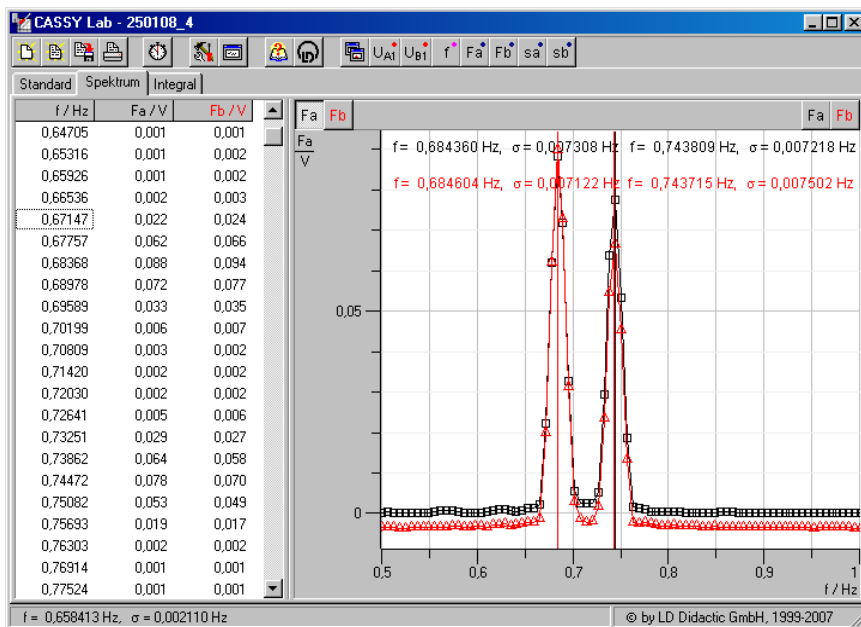 CASSY Lab - 250108_4
UA1 UB1 f Fa Fb sa sb
Standard Spektrum Integral
f / Hz Fa / V Fb / V
0,64705 0,001 0,001
0,65316 0,001 0,002
0,65926 0,001 0,002
0,66536 0,002 0,003
0,67147 0,022 0,024
0,67757 0,062 0,066
0,68368 0,088 0,094
0,68978 0,072 0,077
0,69589 0,033 0,035
0,70199 0,006 0,007
0,70809 0,003 0,002
0,71420 0,002 0,002
0,72030 0,002 0,002
0,72641 0,005 0,006
0,73251 0,029 0,027
0,73862 0,064 0,058
0,74472 0,078 0,070
0,75082 0,053 0,049
0,75693 0,019 0,017
0,76303 0,002 0,002
0,76914 0,001 0,001
0,77524 0,001 0,001
Fa Fb Fa Fb
Fa
V
f= 0,684360 Hz, σ= 0,007308 Hz f= 0,743809 Hz, σ= 0,007218 Hz
f= 0,684604 Hz, σ= 0,007122 Hz f= 0,743715 Hz, σ= 0,007502 Hz
0,05
0
0,5 0,6 0,7 0,8 0,9 1
f / Hz
f = 0,658413 Hz, σ = 0,002110 Hz © by LD Didactic GmbH, 1999-2007